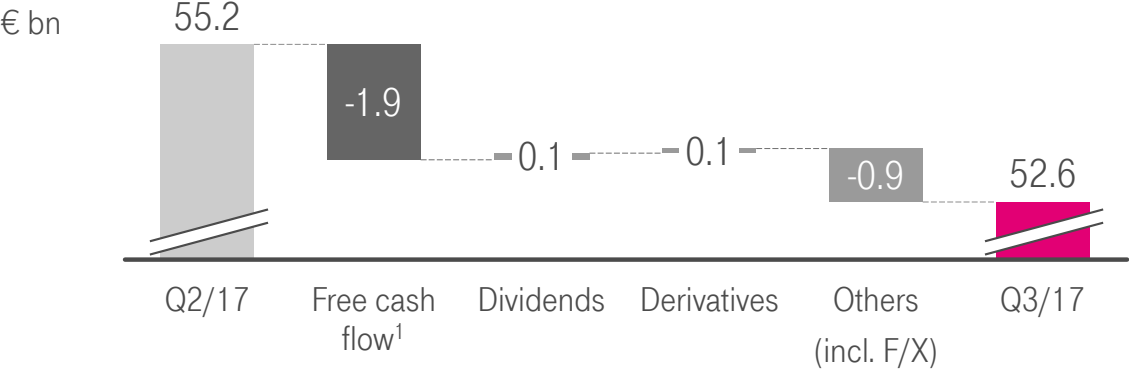 € bn
55.2
-1.9
0.1
0.1
-0.9
52.6
Q2/17
Free cash
flow1
Dividends
Derivatives
Others
(incl. F/X)
Q3/17